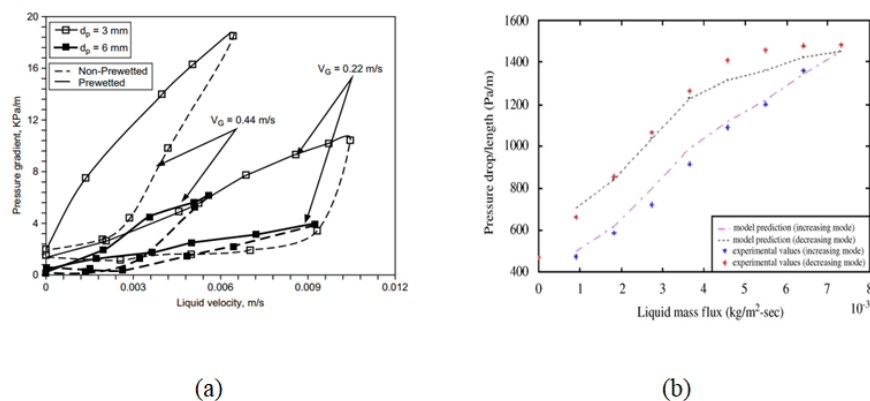 (a)
20
16
12
8
4
0
Pressure gradient, KPa/m
dp = 3 mm
dp = 6 mm
Non-Prewetted
Prewetted
VG = 0.22 m/s
VG = 0.44 m/s
0 0.003 0.006 0.009 0.012
Liquid velocity, m/s
(b)
1600
1400
1200
1000
800
600
400
Pressure drop/length (Pa/m)
model prediction (increasing mode)
model prediction (decreasing mode)
experimental values (increasing mode)
experimental values (decreasing mode)
0 1 2 3 4 5 6 7 8
Liquid mass flux (kg/m²-sec)
10⁻³
(a) (b)